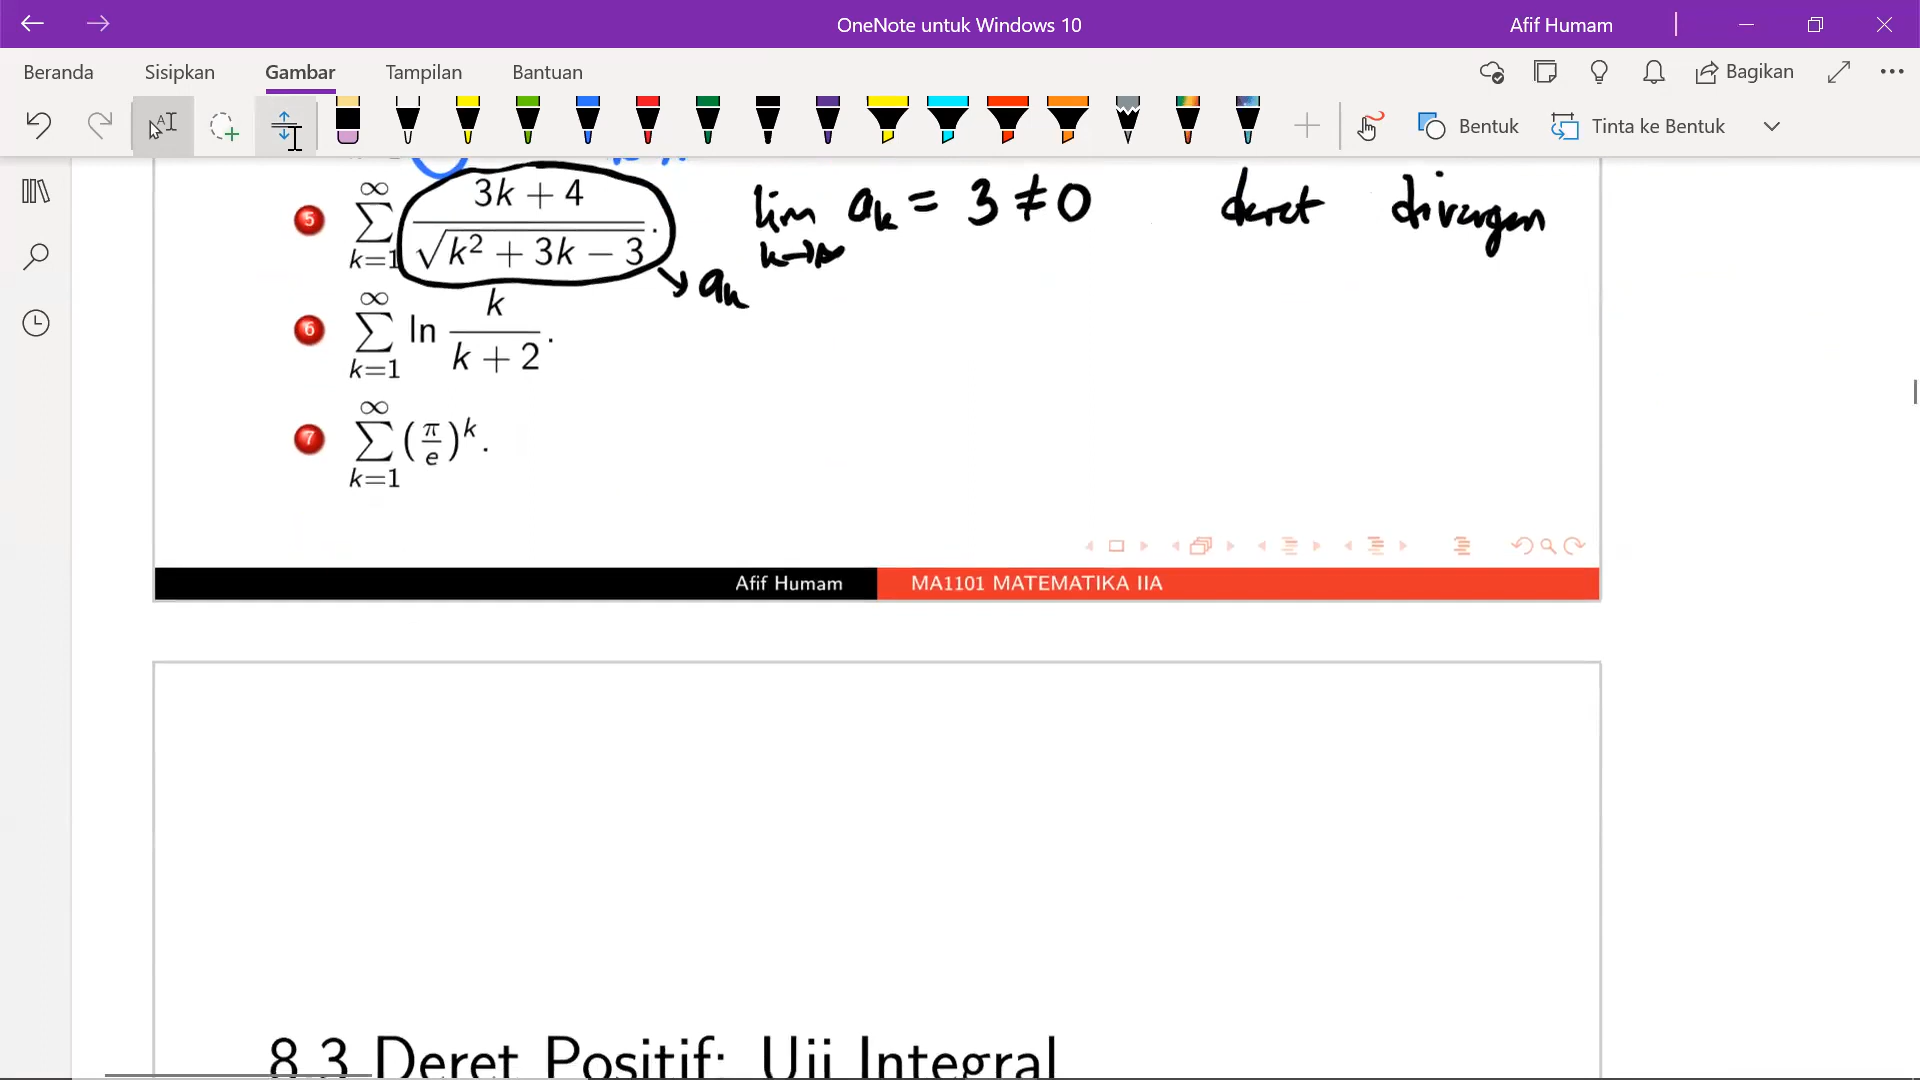 OneNote untuk Windows 10
Afif Humam
Beranda Sisipkan Gambar Tampilan Bantuan
Bagikan
Bentuk
Tinta ke Bentuk
5 ∞ ∑ k=1 3k + 4 / √(k² + 3k − 3) .
lim k→∞ aₖ = 3 ≠ 0 deret divergen
↘ aₖ
6 ∞ ∑ k=1 ln k / k + 2 .
7 ∞ ∑ k=1 (π/e)ᵏ.
Afif Humam MA1101 MATEMATIKA IIA
8.3 Deret Positif: Uji Integral